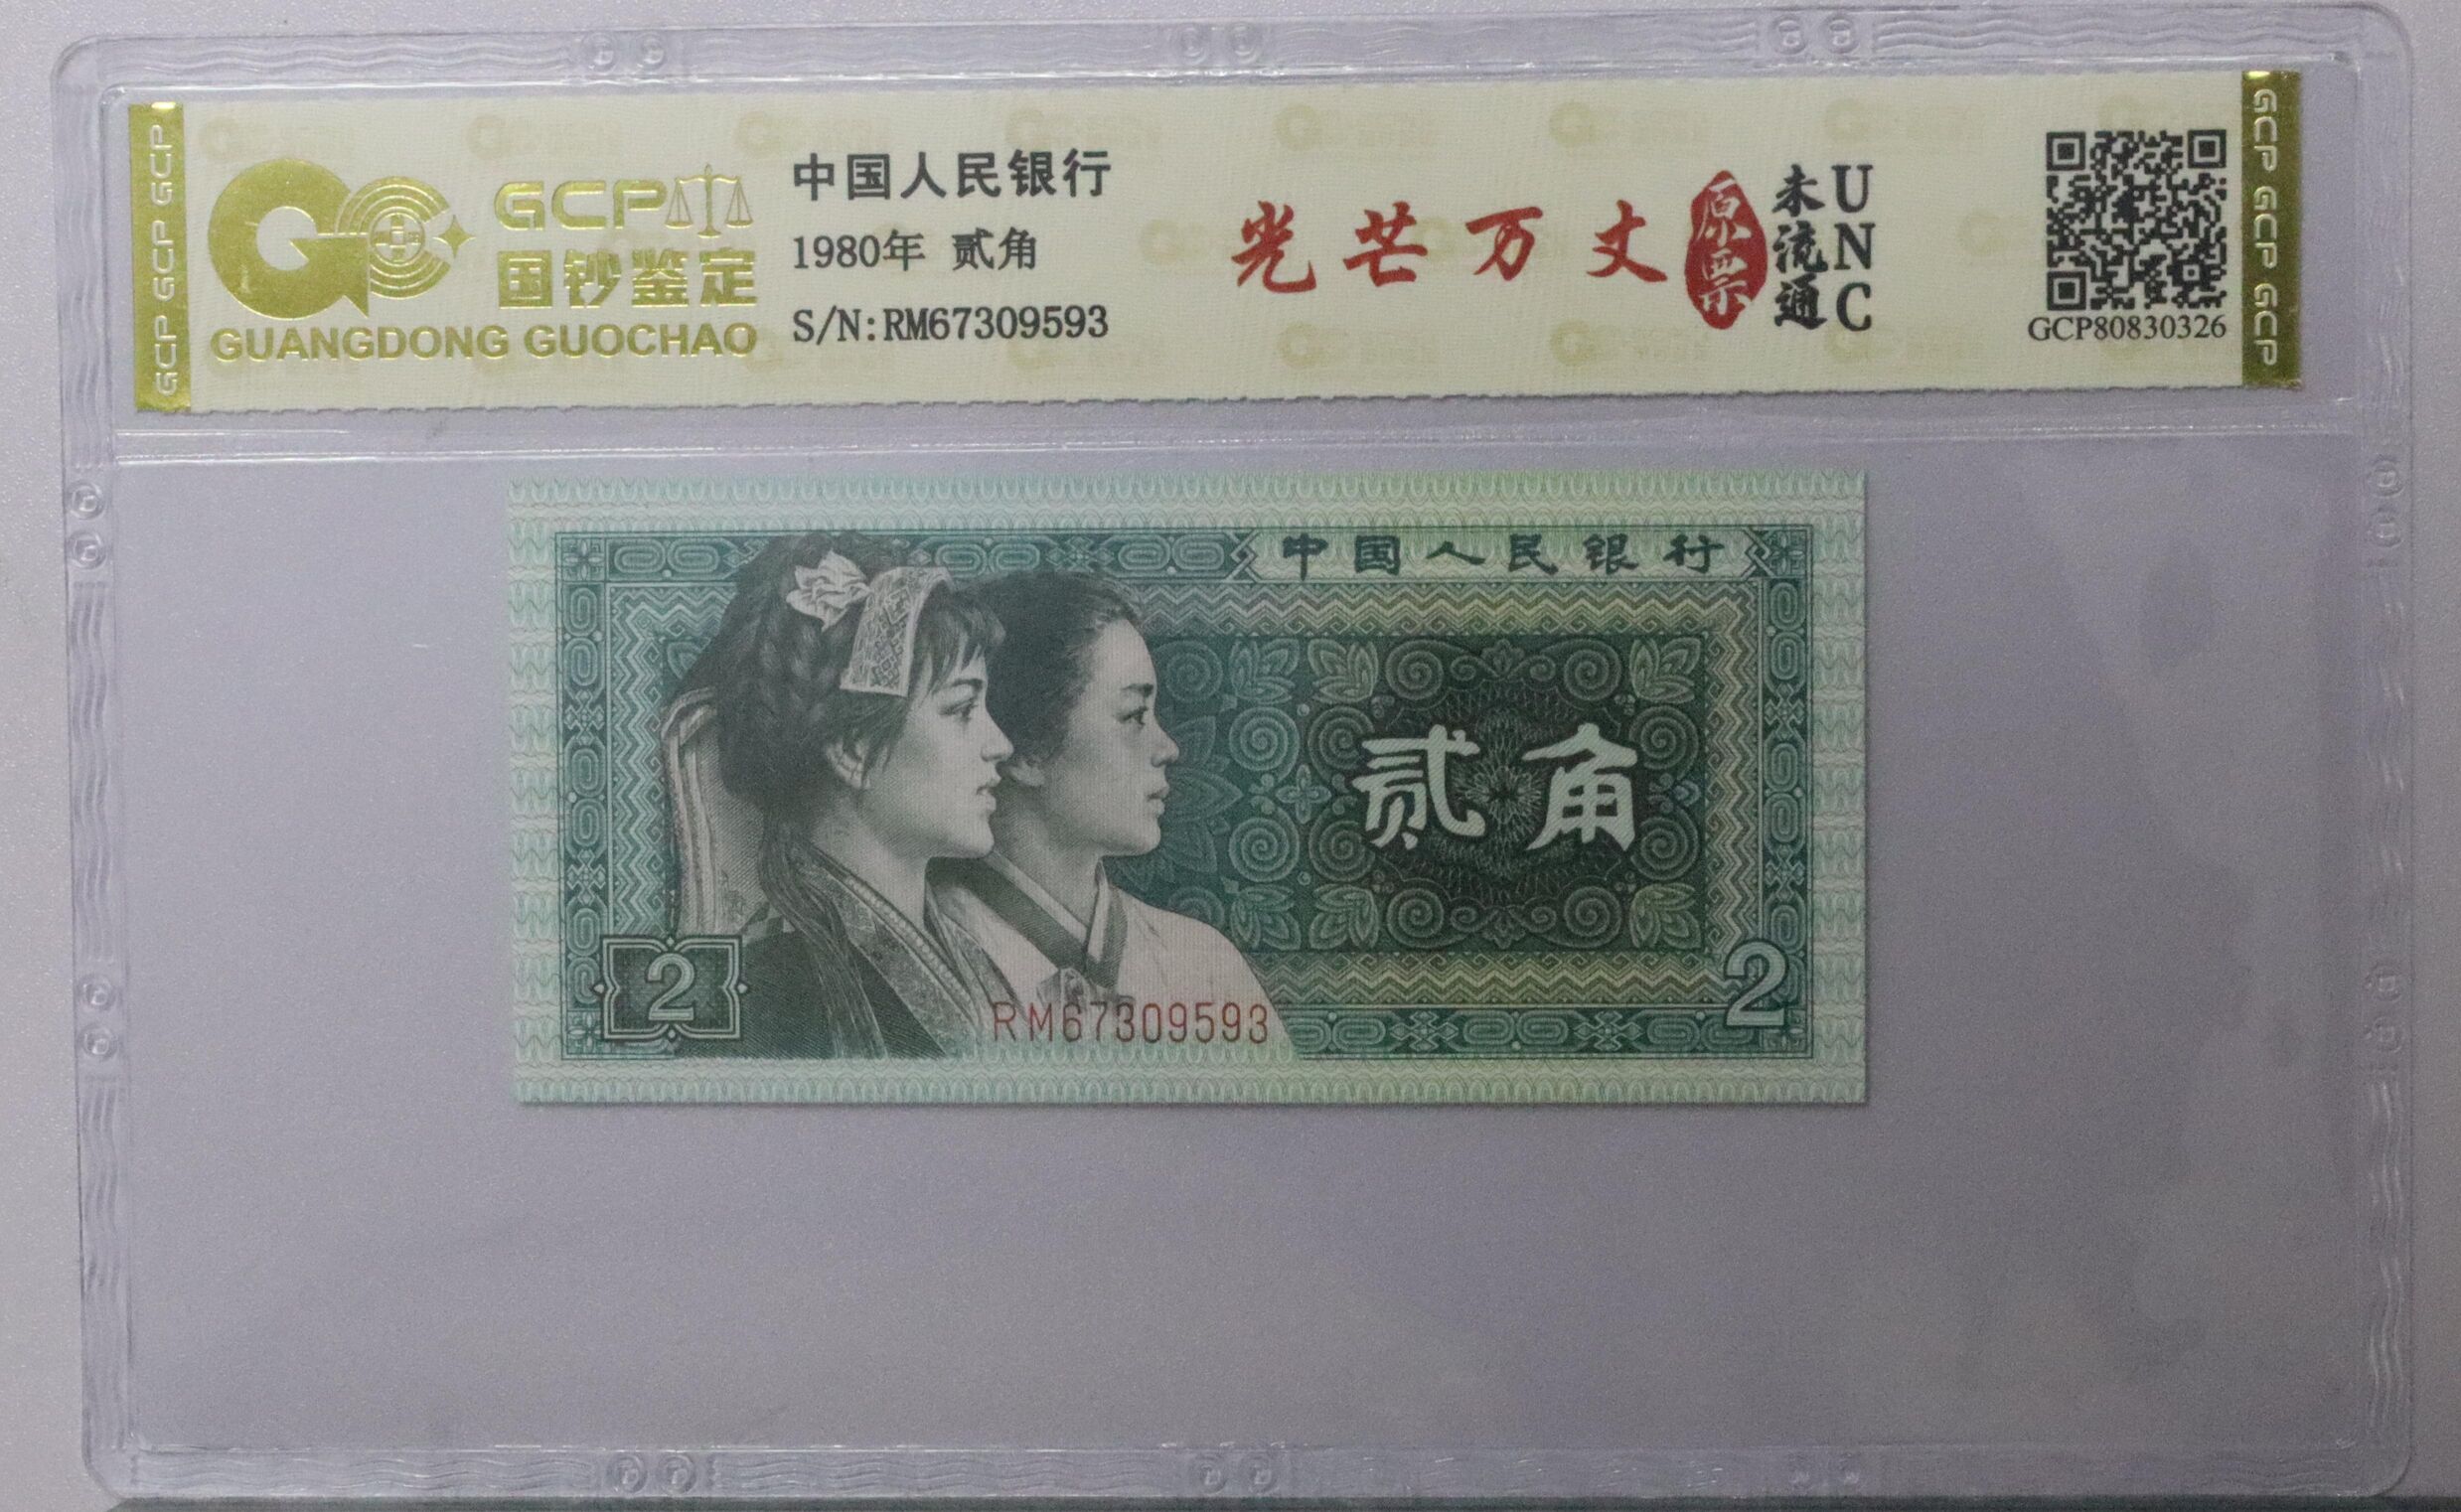 GCP GCP GCP
GCP
国钞鉴定
GUANGDONG GUOCHAO
中国人民银行
1980年 贰角
S/N:RM67309593
光芒万丈
原票
未流通
UNC
GCP80830326
GCP GCP GCP GCP
中国人民银行
贰角
2
2
RM67309593